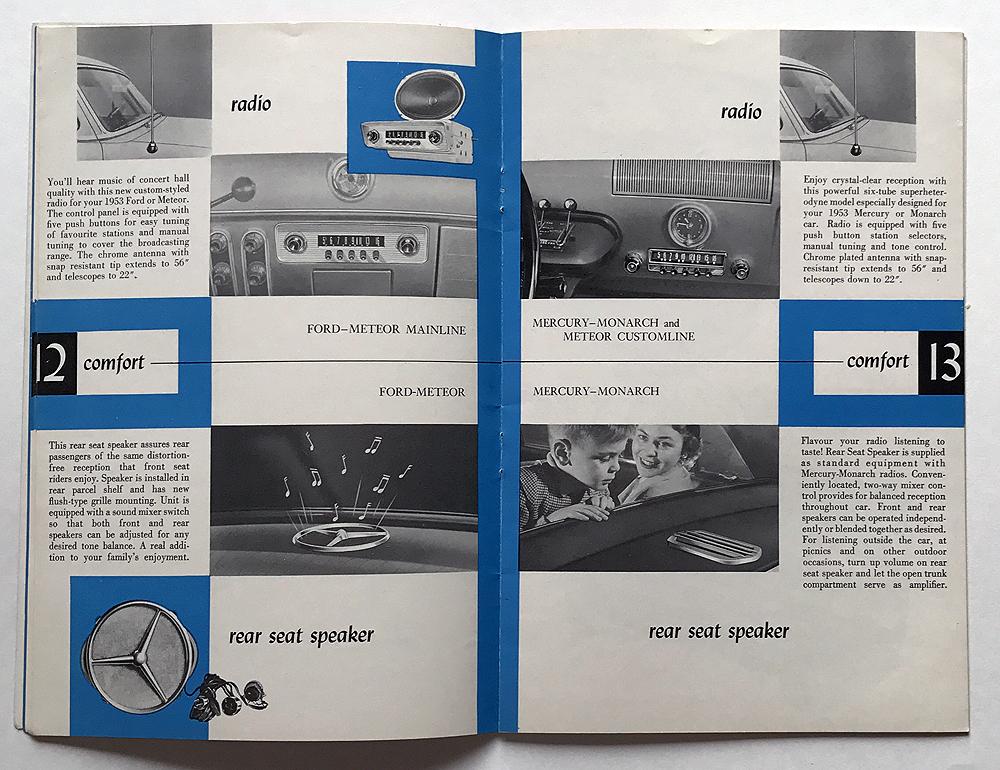 radio
You'll hear music of concert hall
quality with this new custom-styled
radio for your 1953 Ford or Meteor.
The control panel is equipped with
five push buttons for easy tuning
of favourite stations and manual
tuning to cover the broadcasting
range. The chrome antenna with
snap resistant tip extends to 56"
and telescopes to 22".
FORD–METEOR MAINLINE
12 comfort
FORD-METEOR
This rear seat speaker assures rear
passengers of the same distortion-
free reception that front seat
riders enjoy. Speaker is installed in
rear parcel shelf and has new
flush-type grille mounting. Unit is
equipped with a sound mixer switch
so that both front and rear
speakers can be adjusted for any
desired tone balance. A real addi-
tion to your family's enjoyment.
rear seat speaker
radio
Enjoy crystal-clear reception with
this powerful six-tube superheter-
odyne model especially designed for
your 1953 Mercury or Monarch
car. Radio is equipped with five
push button station selectors,
manual tuning and tone control.
Chrome plated antenna with snap-
resistant tip extends to 56" and
telescopes down to 22".
MERCURY–MONARCH and
METEOR CUSTOMLINE
comfort 13
MERCURY–MONARCH
Flavour your radio listening to
taste! Rear Seat Speaker is supplied
as standard equipment with
Mercury-Monarch radios. Conven-
iently located, two-way mixer con-
trol provides for balanced reception
throughout car. Front and rear
speakers can be operated independ-
ently or blended together as desired.
For listening outside the car, at
picnics and on other outdoor
occasions, turn up volume on rear
seat speaker and let the open trunk
compartment serve as amplifier.
rear seat speaker